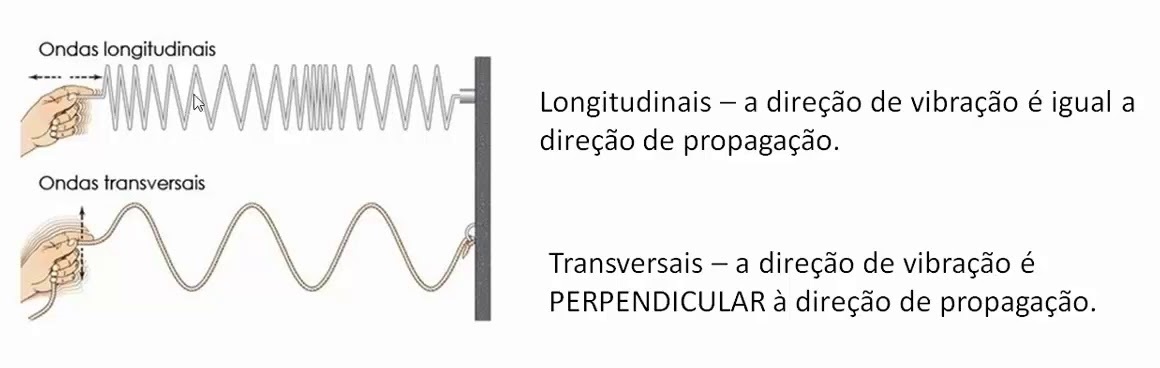 Ondas longitudinais
Longitudinais – a direção de vibração é igual a
direção de propagação.
Ondas transversais
Transversais – a direção de vibração é
PERPENDICULAR à direção de propagação.